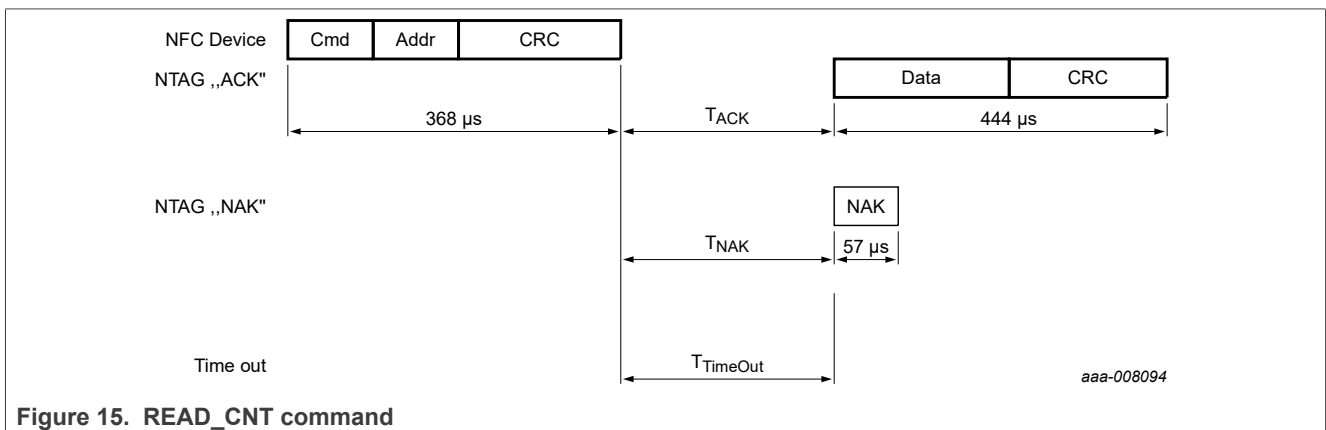 NFC Device Cmd Addr CRC
NTAG ,,ACK" Data CRC
368 µs TACK 444 µs
NTAG ,,NAK" NAK
TNAK 57 µs
Time out TTimeOut
aaa-008094
Figure 15. READ_CNT command